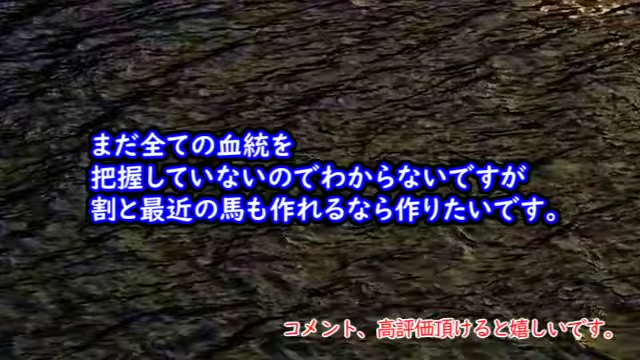 まだ全ての血統を
把握していないのでわからないですが
割と最近の馬も作れるなら作りたいです。
コメント、高評価頂けると嬉しいです。